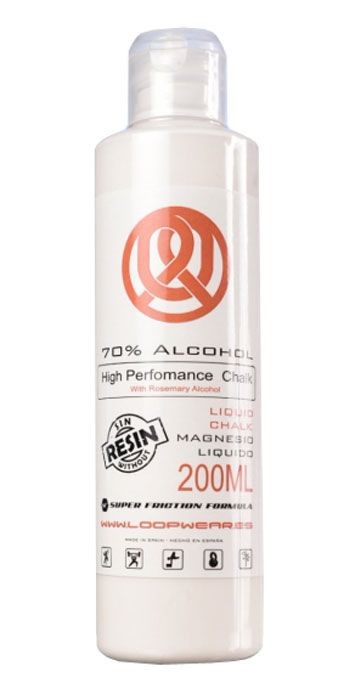 70% ALCOHOL
High Perfomance Chalk
With Rosemary Alcohol
SIN
RESIN
WITHOUT
LIQUID
CHALK
MAGNESIO
LIQUIDO
200ML
SUPER FRICTION FORMULA
WWW.LOOPWEAR.ES
MADE IN SPAIN - HECHO EN ESPAÑA